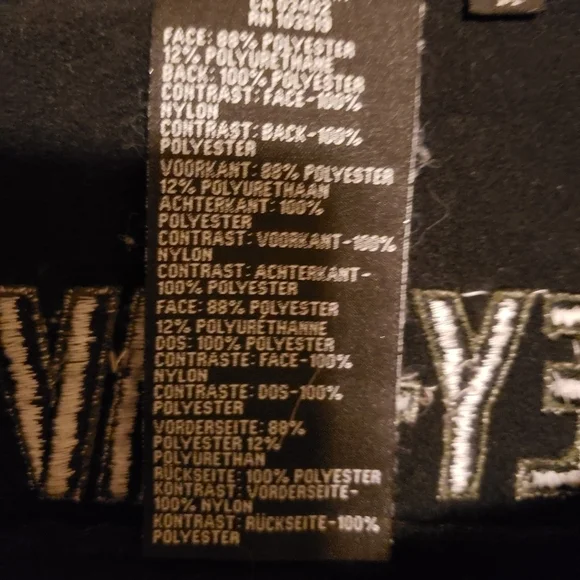 FACE: 88% POLYESTER
12% POLYURETHANE
BACK: 100% POLYESTER
CONTRAST: FACE-100%
NYLON
CONTRAST: BACK-100%
POLYESTER
VOORKANT: 88% POLYESTER
12% POLYURETHAAN
ACHTERKANT: 100%
POLYESTER
CONTRAST: VOORKANT-100%
NYLON
CONTRAST: ACHTERKANT-
100% POLYESTER
FACE: 88% POLYESTER
12% POLYURÉTHANNE
DOS: 100% POLYESTER
CONTRASTE: FACE-100%
NYLON
CONTRASTE: DOS-100%
POLYESTER
VORDERSEITE: 88%
POLYESTER 12%
POLYURETHAN
RÜCKSEITE: 100% POLYESTER
KONTRAST: VORDERSEITE-
100% NYLON
KONTRAST: RÜCKSEITE-100%
POLYESTER